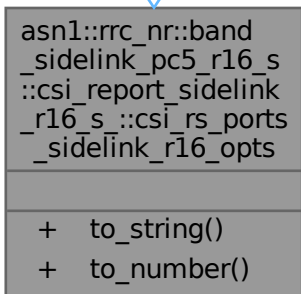 asn1::rrc_nr::band
_sidelink_pc5_r16_s
::csi_report_sidelink
_r16_s_::csi_rs_ports
_sidelink_r16_opts
+ to_string()
+ to_number()